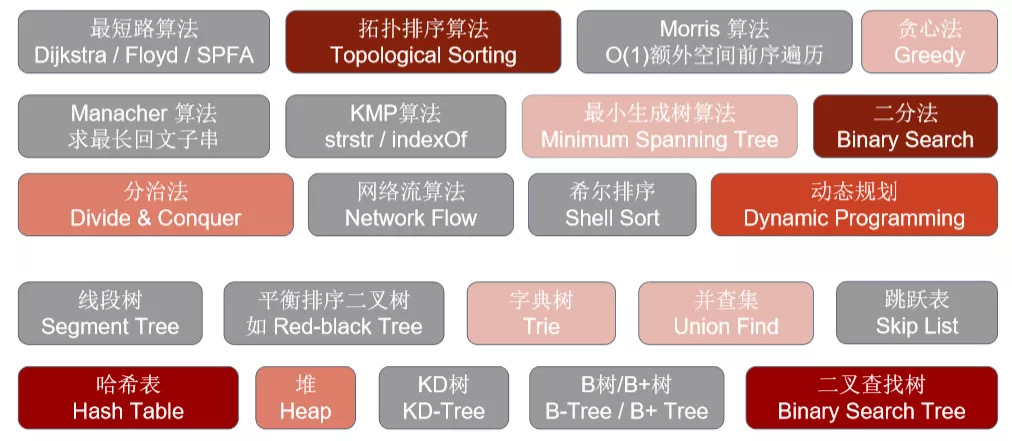 最短路算法
Dijkstra / Floyd / SPFA
拓扑排序算法
Topological Sorting
Morris 算法
O(1)额外空间前序遍历
贪心法
Greedy
Manacher 算法
求最长回文子串
KMP算法
strstr / indexOf
最小生成树算法
Minimum Spanning Tree
二分法
Binary Search
分治法
Divide & Conquer
网络流算法
Network Flow
希尔排序
Shell Sort
动态规划
Dynamic Programming
线段树
Segment Tree
平衡排序二叉树
如 Red-black Tree
字典树
Trie
并查集
Union Find
跳跃表
Skip List
哈希表
Hash Table
堆
Heap
KD树
KD-Tree
B树/B+树
B-Tree / B+ Tree
二叉查找树
Binary Search Tree